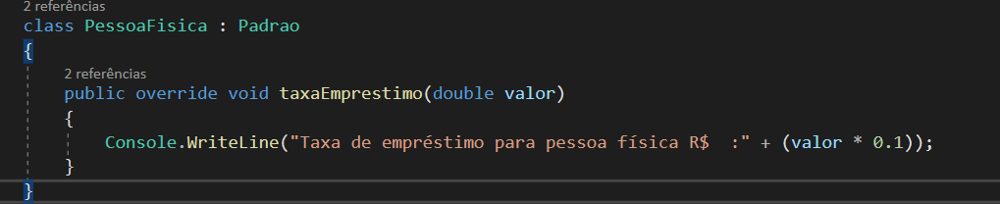 2 referências
class PessoaFisica : Padrao
{
2 referências
public override void taxaEmprestimo(double valor)
{
Console.WriteLine("Taxa de empréstimo para pessoa física R$  :" + (valor * 0.1));
}
}